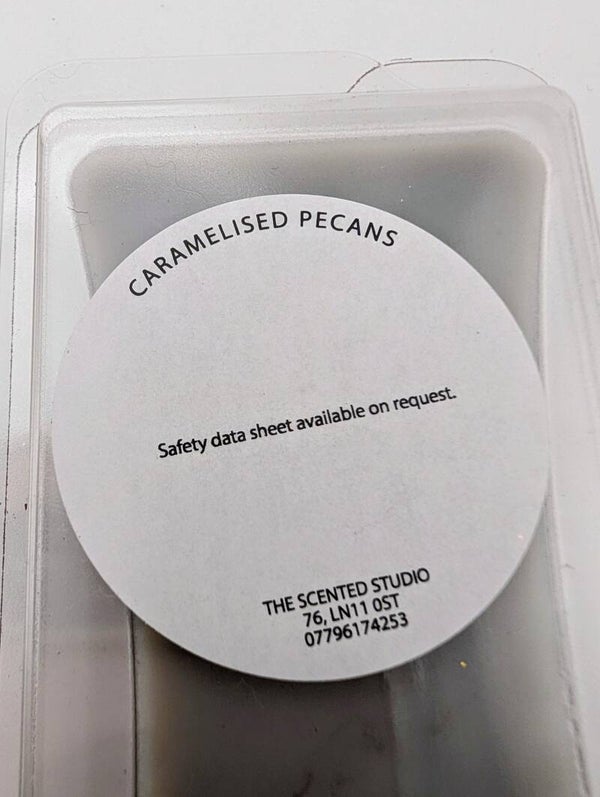 CARAMELISED PECANS
Safety data sheet available on request.
THE SCENTED STUDIO
76, LN11 0ST
07796174253